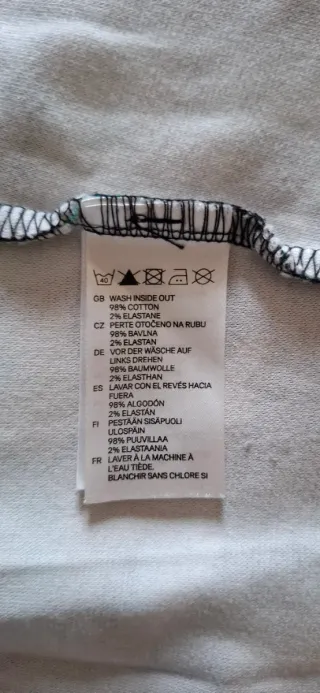 40
GB WASH INSIDE OUT
98% COTTON
2% ELASTANE
CZ PERTE OTOČENO NA RUBU
98% BAVLNA
2% ELASTAN
DE VOR DER WÄSCHE AUF
LINKS DREHEN
98% BAUMWOLLE
2% ELASTHAN
ES LAVAR CON EL REVÉS HACIA
FUERA
98% ALGODÓN
2% ELASTÁN
FI PESTÄÄN SISÄPUOLI
ULOSPÄIN
98% PUUVILLAA
2% ELASTAANIA
FR LAVER À LA MACHINE À
L'EAU TIÈDE.
BLANCHIR SANS CHLORE SI